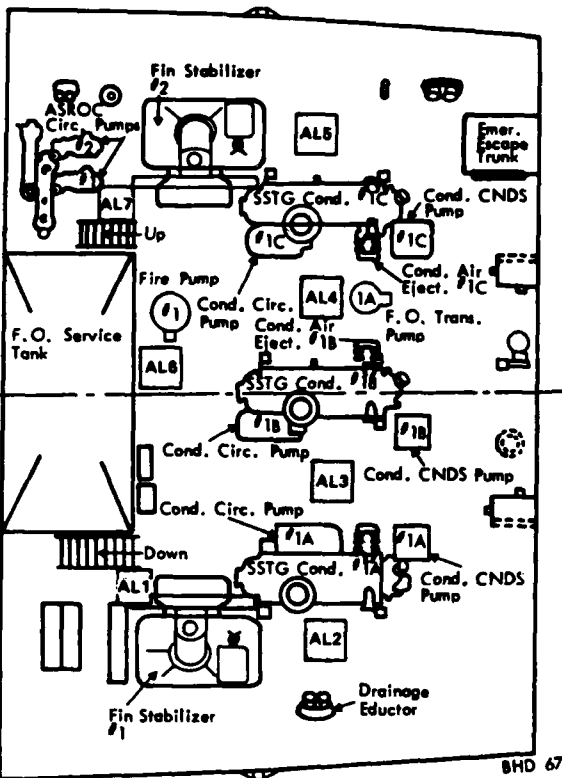 Fin Stabilizer
#2
ASROC
Circ. Pumps
#2
#1
AL5
Emer.
Escape
Trunk
AL7
Up
SSTG Cond. #1C
Cond. CNDS
Pump
#1C
#1C
Cond. Air
Eject. #1C
Fire Pump
#1
Cond. Circ.
Pump
AL4
1A
F.O. Trans.
Pump
F.O. Service
Tank
Cond. Air
Eject. #1B
AL6
SSTG Cond. #1B
#1B
#1B
Cond. Circ. Pump
Cond. CNDS Pump
AL3
Cond. Circ. Pump
#1A
#1A
Down
SSTG Cond. #1A
Cond. CNDS
Pump
AL1
AL2
Fin Stabilizer
#1
Drainage
Eductor
BHD 67